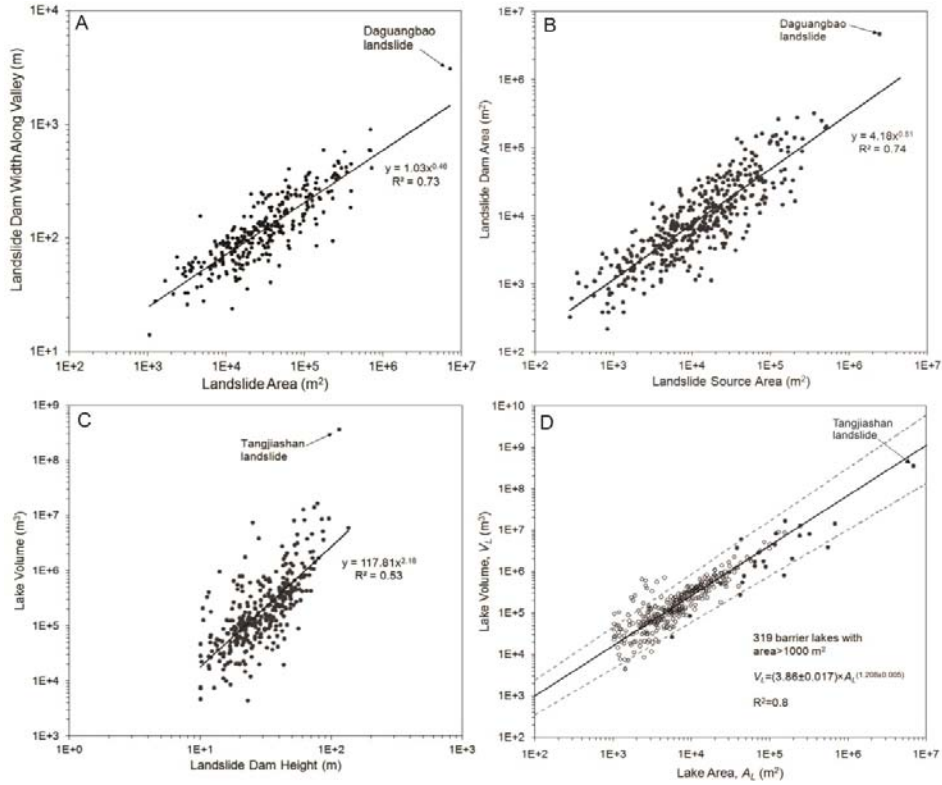 A
Daguangbao
landslide
Landslide Dam Width Along Valley (m)
1E+4
1E+3
1E+2
1E+1
y = 1.03x^0.46
R² = 0.73
1E+2 1E+3 1E+4 1E+5 1E+6 1E+7
Landslide Area (m²)
B
Daguangbao
landslide
Landslide Dam Area (m²)
1E+7
1E+6
1E+5
1E+4
1E+3
1E+2
y = 4.18x^0.81
R² = 0.74
1E+2 1E+3 1E+4 1E+5 1E+6 1E+7
Landslide Source Area (m²)
C
Tangjiashan
landslide
Lake Volume (m³)
1E+9
1E+8
1E+7
1E+6
1E+5
1E+4
1E+3
y = 117.81x^2.18
R² = 0.53
1E+0 1E+1 1E+2 1E+3
Landslide Dam Height (m)
D
Tangjiashan
landslide
Lake Volume, V_L (m³)
1E+10
1E+9
1E+8
1E+7
1E+6
1E+5
1E+4
1E+3
1E+2
319 barrier lakes with
area>1000 m²
V_L=(3.86±0.017)×A_L^(1.208±0.005)
R²=0.8
1E+2 1E+3 1E+4 1E+5 1E+6 1E+7
Lake Area, A_L (m²)